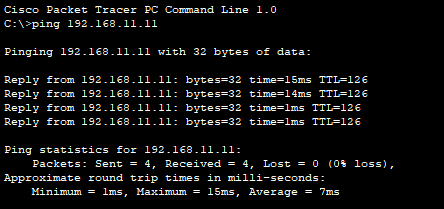 Cisco Packet Tracer PC Command Line 1.0
C:\>ping 192.168.11.11
Pinging 192.168.11.11 with 32 bytes of data:
Reply from 192.168.11.11: bytes=32 time=15ms TTL=126
Reply from 192.168.11.11: bytes=32 time=14ms TTL=126
Reply from 192.168.11.11: bytes=32 time=1ms TTL=126
Reply from 192.168.11.11: bytes=32 time=1ms TTL=126
Ping statistics for 192.168.11.11:
Packets: Sent = 4, Received = 4, Lost = 0 (0% loss),
Approximate round trip times in milli-seconds:
Minimum = 1ms, Maximum = 15ms, Average = 7ms